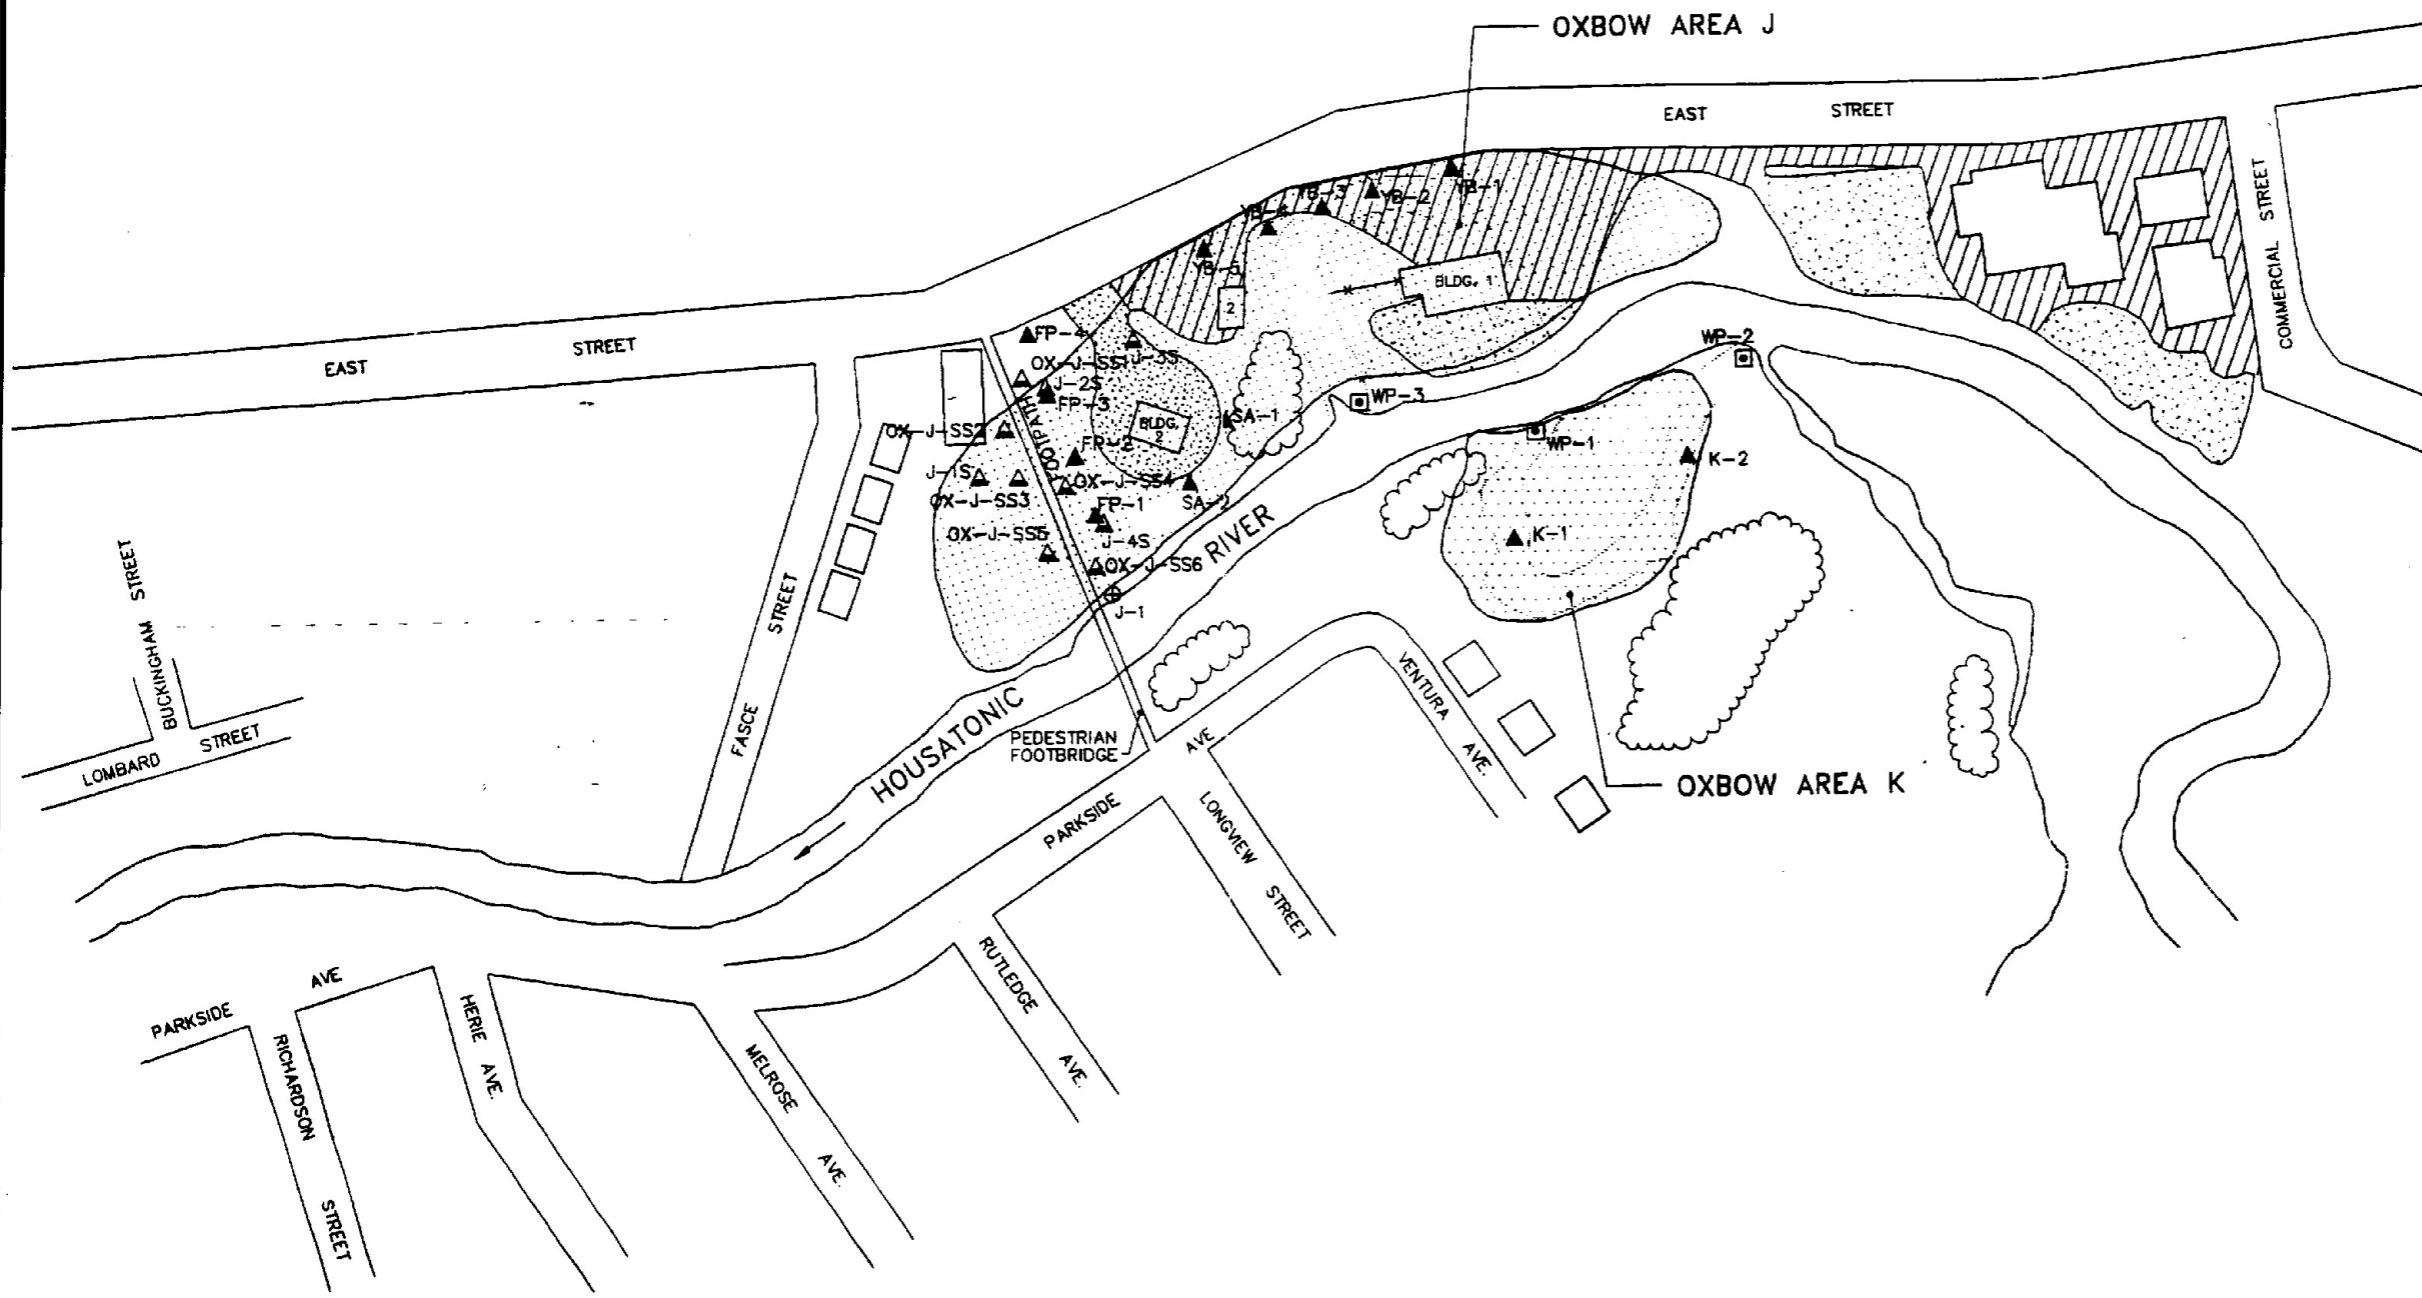 OXBOW AREA J
EAST STREET
COMMERCIAL STREET
YB-1
YB-2
YB-3
YB-4
YB-5
BLDG. 1
2
EAST STREET
FP-4
OX-J-SS1
J-3S
J-2S
FP-3
FOOTPATH
OX-J-SS2
BLDG.
2
SA-1
FP-2
J-1S
OX-J-SS3
OX-J-SS4
SA-2
FP-1
OX-J-SS5
J-4S
OX-J-SS6
J-1
WP-3
WP-2
WP-1
K-2
K-1
HOUSATONIC RIVER
BUCKINGHAM STREET
LOMBARD STREET
FASCE STREET
PEDESTRIAN
FOOTBRIDGE
VENTURA AVE.
OXBOW AREA K
PARKSIDE AVE
LONGVIEW STREET
PARKSIDE AVE
RICHARDSON STREET
HERIE AVE.
MELROSE AVE.
RUTLEDGE AVE.